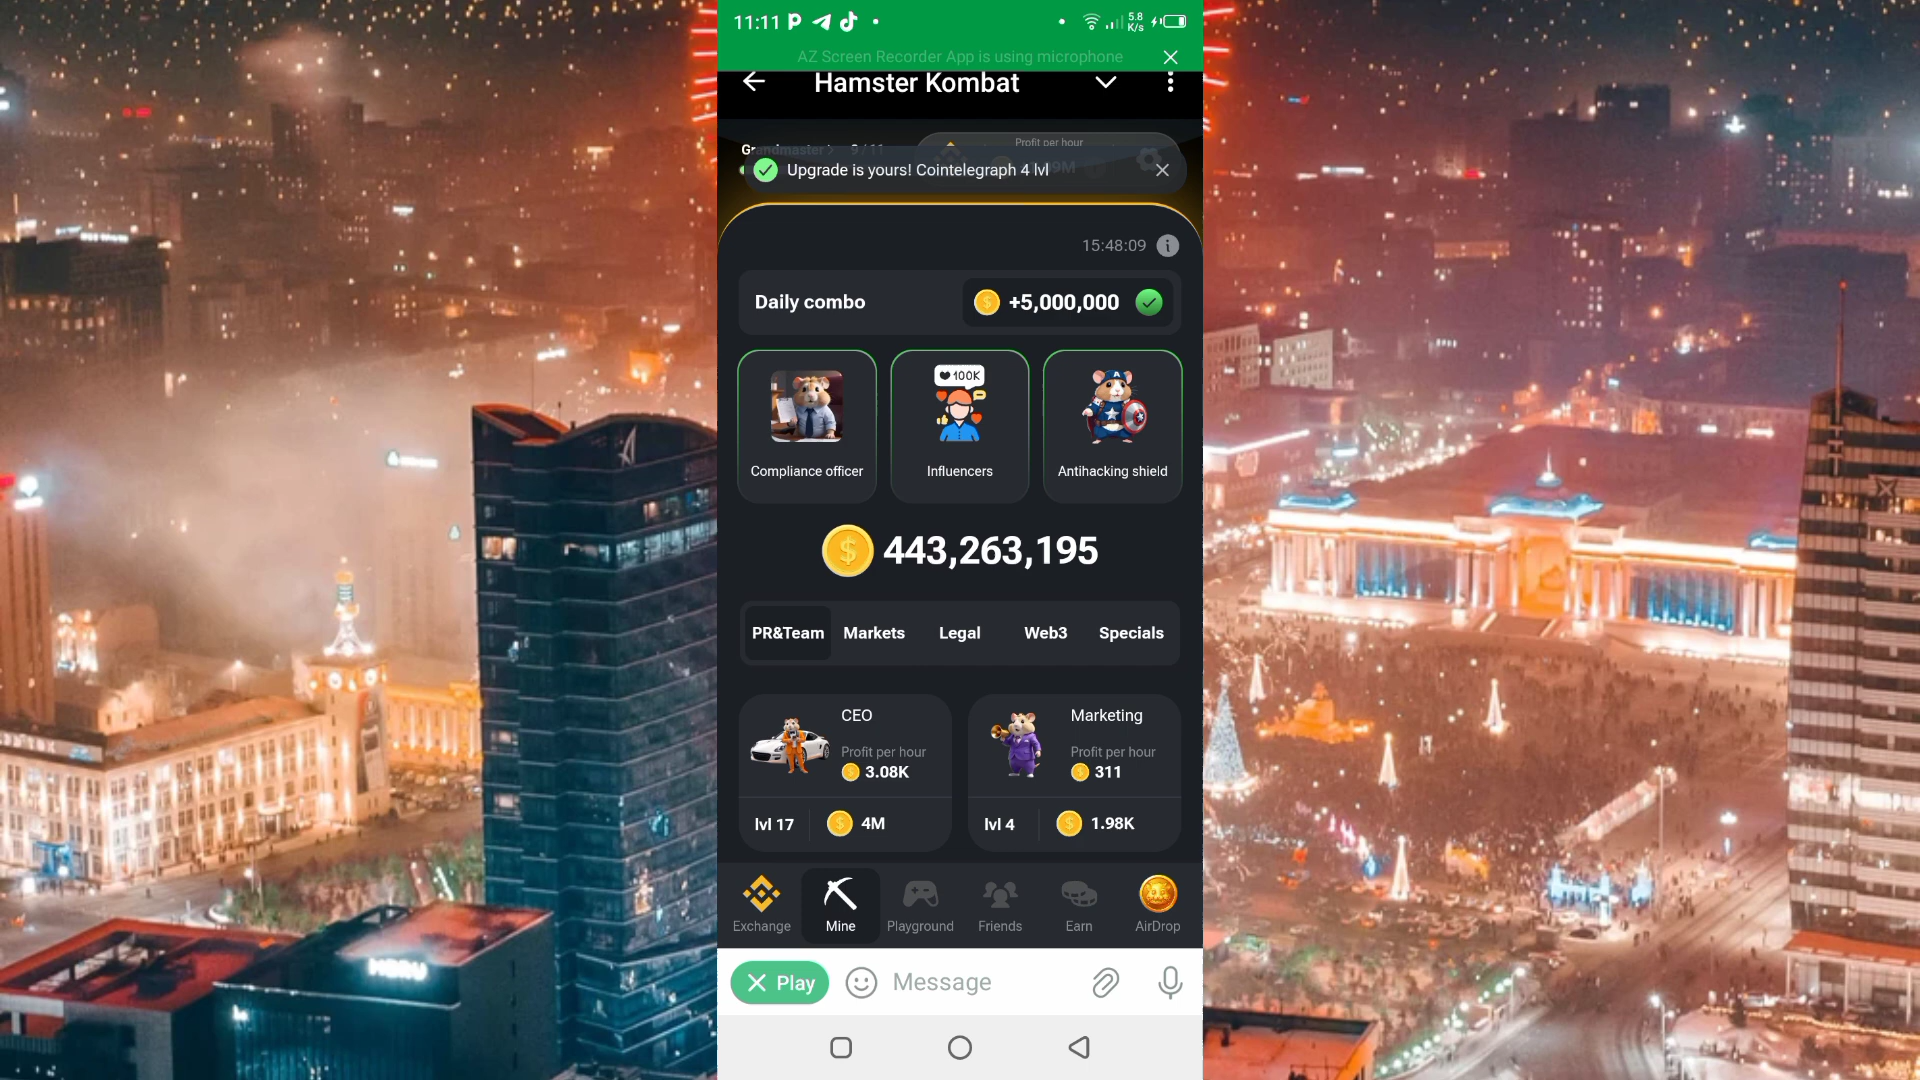 11:11
5.8
K/s
AZ Screen Recorder App is using microphone
Hamster Kombat
Profit per hour
Grandmaster > 9/11
Upgrade is yours! Cointelegraph 4 lvl
15:48:09
Daily combo
+5,000,000
100K
Compliance officer
Influencers
Antihacking shield
443,263,195
PR&Team Markets Legal Web3 Specials
CEO
Profit per hour
3.08K
lvl 17 4M
Marketing
Profit per hour
311
lvl 4 1.98K
Exchange Mine Playground Friends Earn AirDrop
Play Message